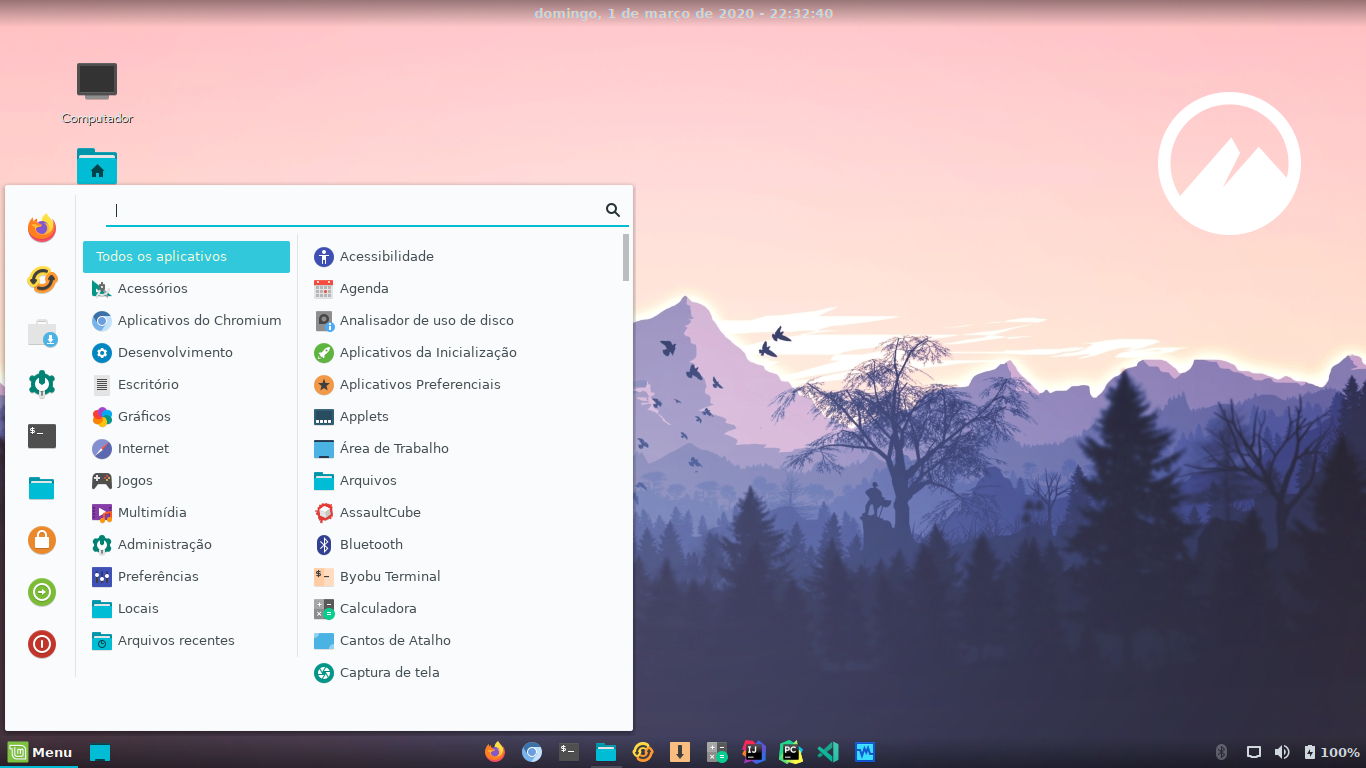 domingo, 1 de março de 2020 - 22:32:40
Computador
Todos os aplicativos
Acessórios
Aplicativos do Chromium
Desenvolvimento
Escritório
Gráficos
Internet
Jogos
Multimídia
Administração
Preferências
Locais
Arquivos recentes
Acessibilidade
Agenda
Analisador de uso de disco
Aplicativos da Inicialização
Aplicativos Preferenciais
Applets
Área de Trabalho
Arquivos
AssaultCube
Bluetooth
Byobu Terminal
Calculadora
Cantos de Atalho
Captura de tela
Menu
IJ
PC
100%